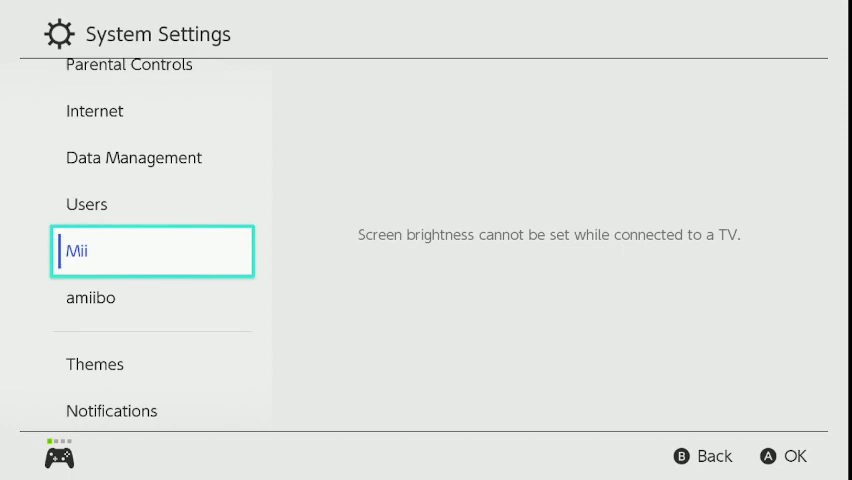 System Settings
Parental Controls
Internet
Data Management
Users
Mii
amiibo
Themes
Notifications
Screen brightness cannot be set while connected to a TV.
B Back A OK